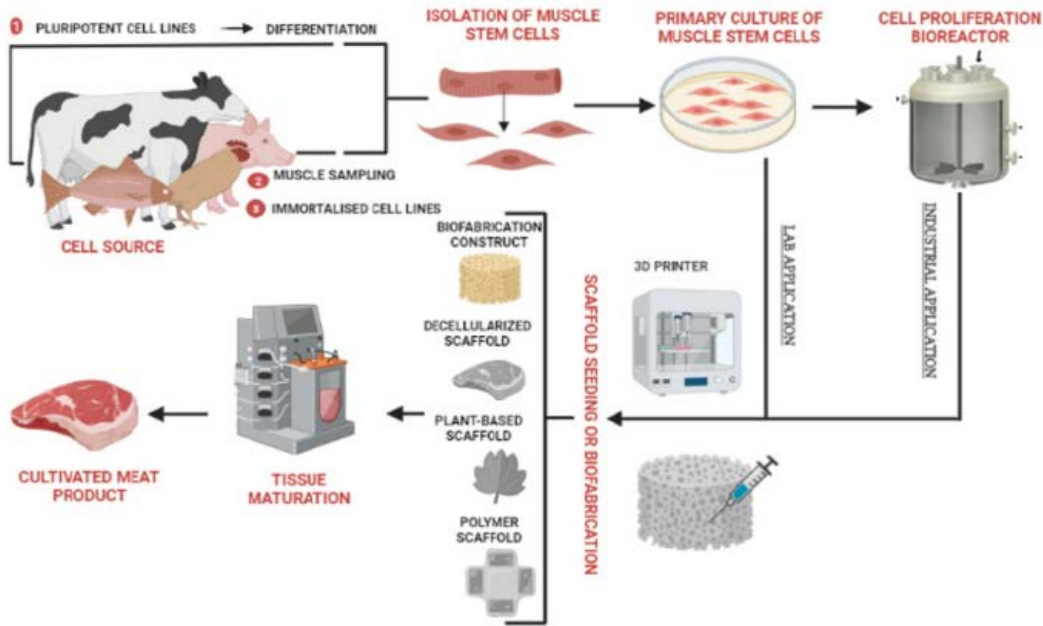 1 PLURIPOTENT CELL LINES
DIFFERENTIATION
ISOLATION OF MUSCLE
STEM CELLS
PRIMARY CULTURE OF
MUSCLE STEM CELLS
CELL PROLIFERATION
BIOREACTOR
2 MUSCLE SAMPLING
3 IMMORTALISED CELL LINES
CELL SOURCE
BIOFABRICATION
CONSTRUCT
DECELLULARIZED
SCAFFOLD
PLANT-BASED
SCAFFOLD
POLYMER
SCAFFOLD
SCAFFOLD SEEDING OR BIOFABRICATION
3D PRINTER
LAB APPLICATION
INDUSTRIAL APPLICATION
TISSUE
MATURATION
CULTIVATED MEAT
PRODUCT